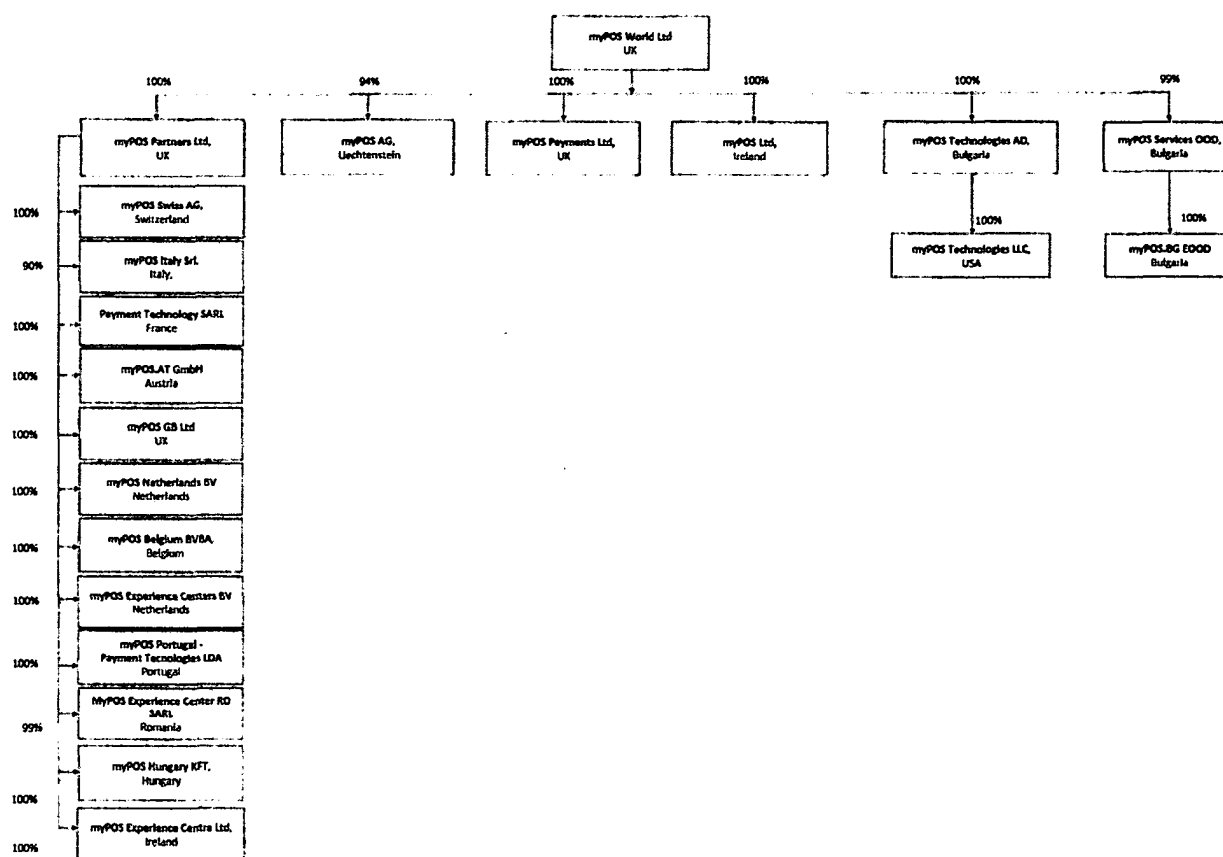 myPOS World Ltd
UK
100%
94%
100%
100%
100%
99%
myPOS Partners Ltd,
UK
myPOS AG,
Liechtenstein
myPOS Payments Ltd,
UK
myPOS Ltd,
Ireland
myPOS Technologies AD,
Bulgaria
myPOS Services OOD,
Bulgaria
100%
myPOS Swiss AG,
Switzerland
100%
100%
90%
myPOS Italy Srl.
Italy,
myPOS Technologies LLC,
USA
myPOS.BG EOOD
Bulgaria
100%
Payment Technology SARL
France
100%
myPOS.AT GmbH
Austria
100%
myPOS GB Ltd
UK
100%
myPOS Netherlands BV
Netherlands
100%
myPOS Belgium BVBA,
Belgium
100%
myPOS Experience Centers BV
Netherlands
100%
myPOS Portugal -
Payment Tecnologies LDA
Portugal
99%
MyPOS Experience Center RO
SARL
Romania
100%
myPOS Hungary KFT,
Hungary
100%
myPOS Experience Centre Ltd,
Ireland